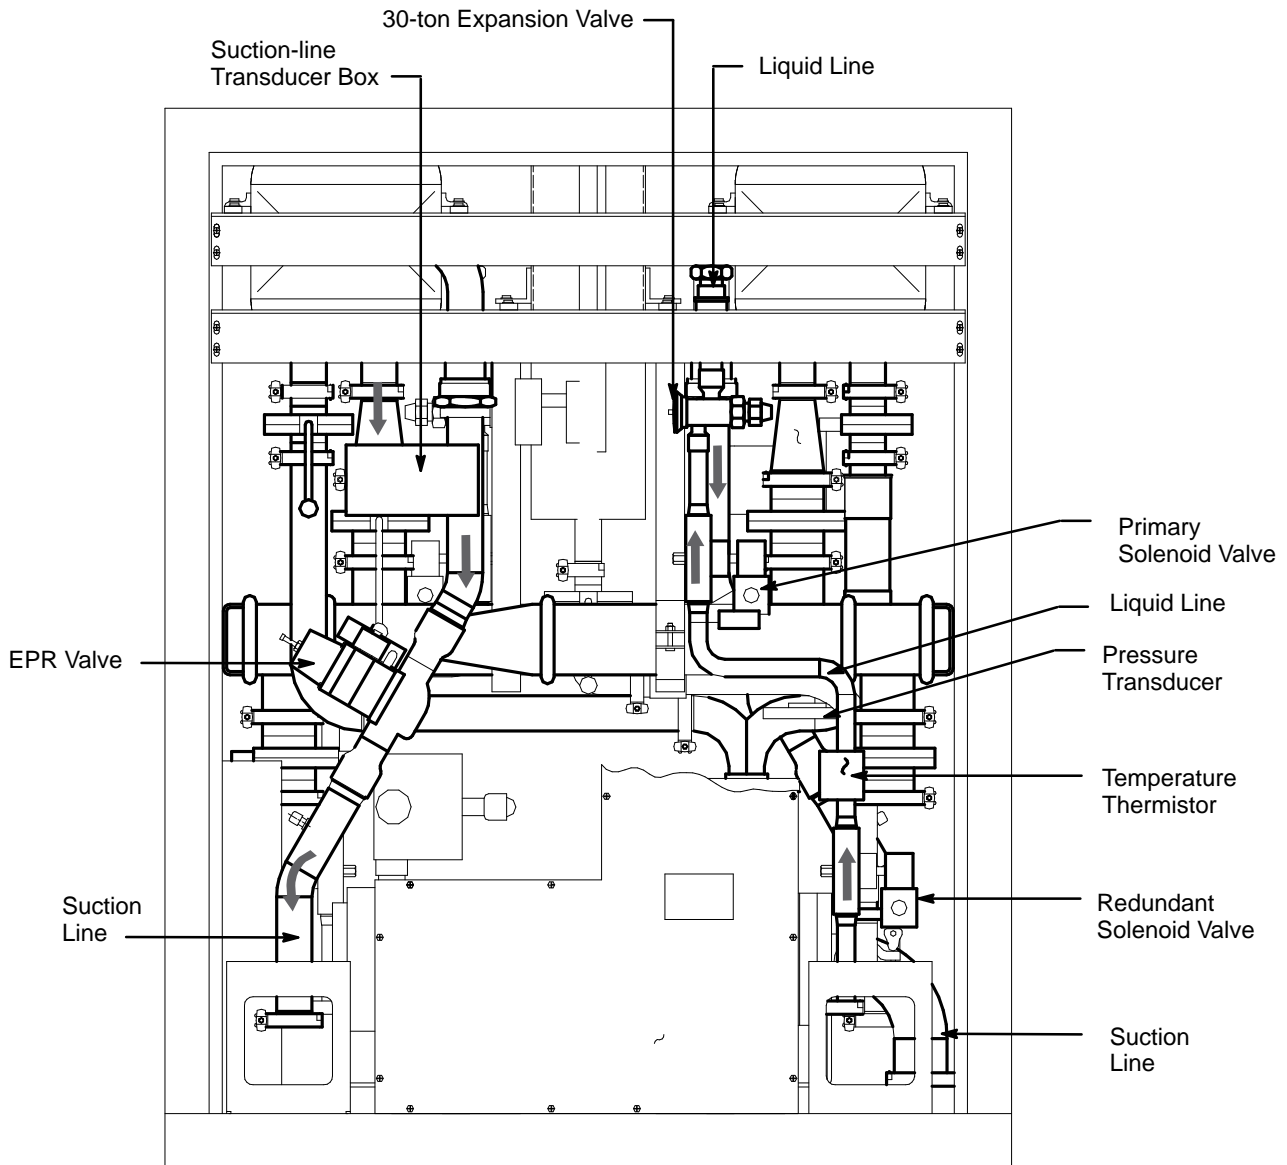 30-ton Expansion Valve
Suction-line
Transducer Box
Liquid Line
Primary
Solenoid Valve
Liquid Line
EPR Valve
Pressure
Transducer
Temperature
Thermistor
Suction
Line
Redundant
Solenoid Valve
Suction
Line